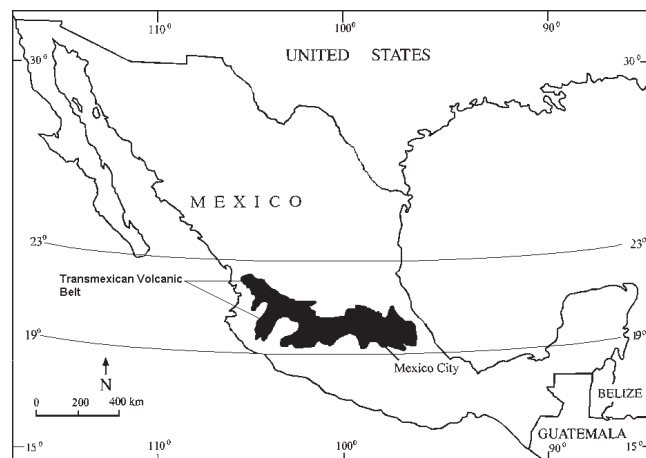 110°
100°
90°
UNITED STATES
30°
30°
MEXICO
23°
23°
Transmexican Volcanic
Belt
19°
19°
Mexico City
N
0 200 400 km
BELIZE
GUATEMALA
15°
110°
100°
90°
15°